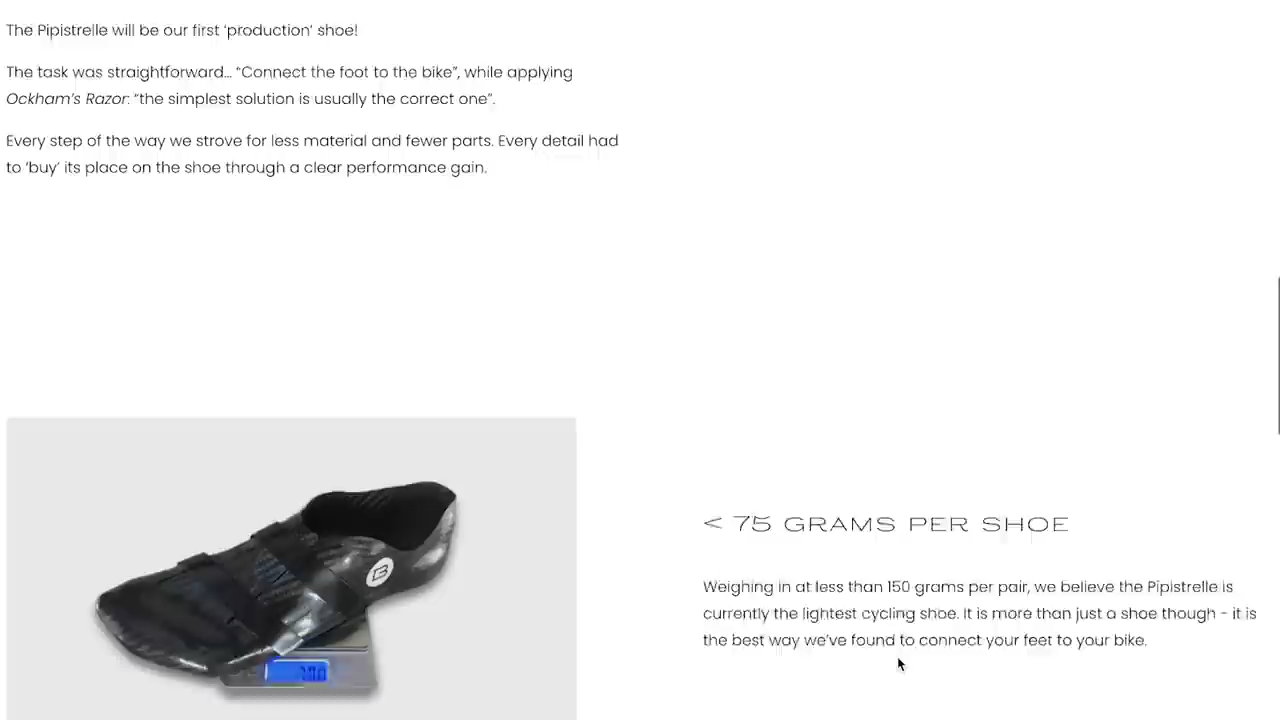 The Pipistrelle will be our first ‘production’ shoe!
The task was straightforward... “Connect the foot to the bike”, while applying
Ockham’s Razor: “the simplest solution is usually the correct one”.
Every step of the way we strove for less material and fewer parts. Every detail had
to ‘buy’ its place on the shoe through a clear performance gain.
B
< 75 GRAMS PER SHOE
Weighing in at less than 150 grams per pair, we believe the Pipistrelle is
currently the lightest cycling shoe. It is more than just a shoe though - it is
the best way we’ve found to connect your feet to your bike.